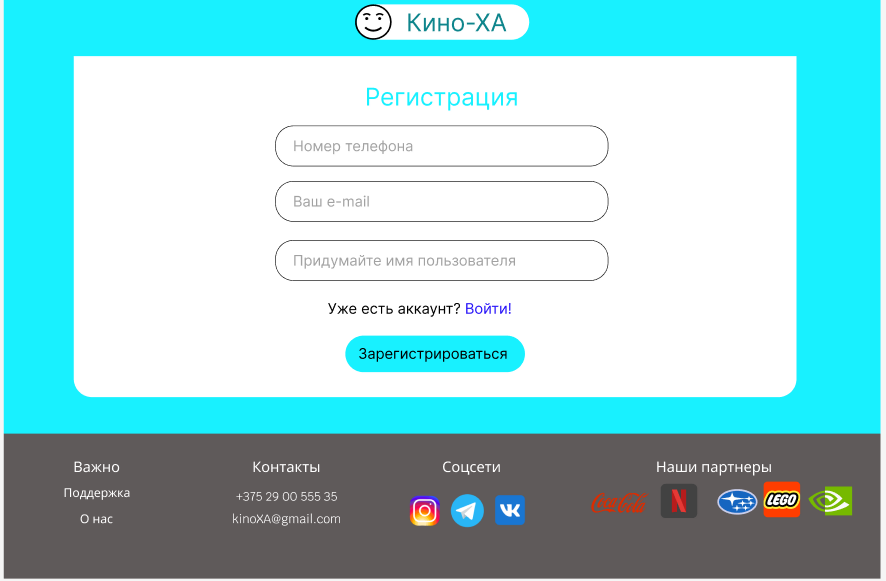 Кино-ХА
Регистрация
Номер телефона
Ваш e-mail
Придумайте имя пользователя
Уже есть аккаунт? Войти!
Зарегистрироваться
Важно
Поддержка
О нас
Контакты
+375 29 00 555 35
kinoXA@gmail.com
Соцсети
Наши партнеры
Coca-Cola
N
LEGO